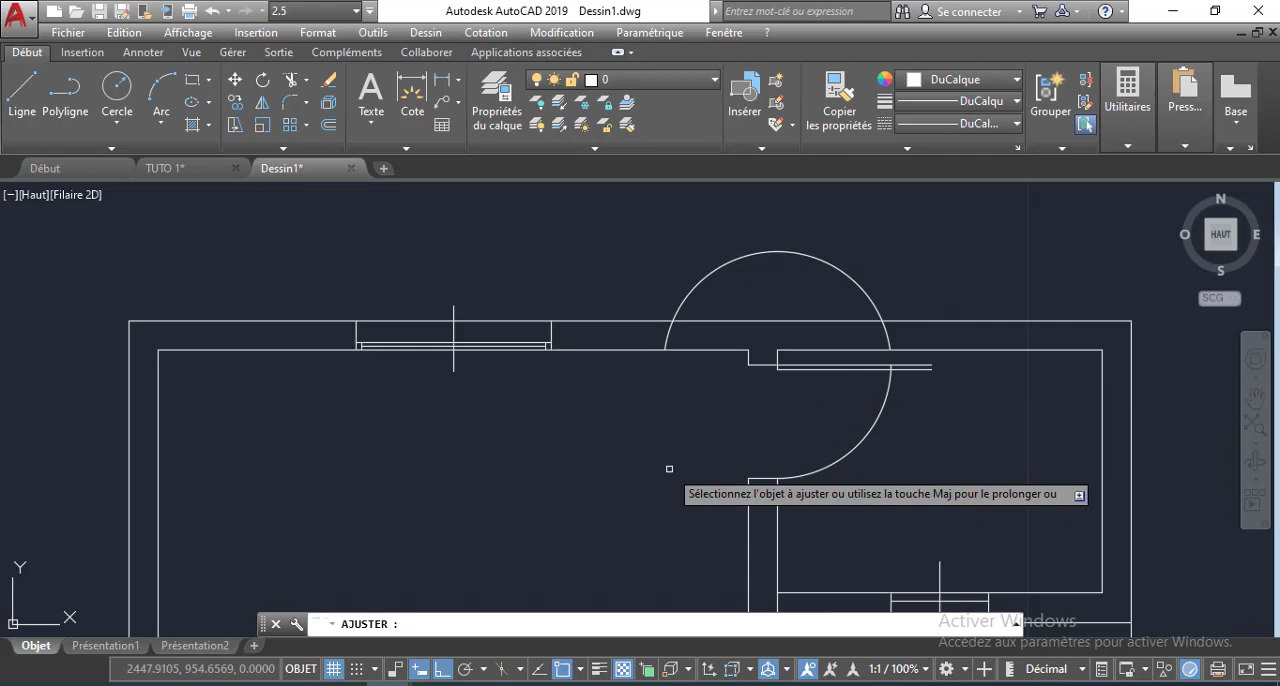 2.5
Autodesk AutoCAD 2019 Dessin1.dwg
Entrez mot-clé ou expression
Se connecter
Fichier Edition Affichage Insertion Format Outils Dessin Cotation Modification Paramétrique Fenêtre ?
Début Insertion Annoter Vue Gérer Sortie Compléments Collaborer Applications associées
Ligne Polyligne Cercle Arc
Texte Cote
Propriétés du calque
0
Insérer
Copier les propriétés
DuCalque
DuCalqu
DuCal...
Grouper
Utilitaires
Press...
Base
Début TUTO 1* Dessin1*
[−][Haut][Filaire 2D]
N
O HAUT E
S
SCG
Sélectionnez l'objet à ajuster ou utilisez la touche Maj pour le prolonger ou
Y
X
AJUSTER :
Activer Windows
Accédez aux paramètres pour activer Windows.
Objet Présentation1 Présentation2
2447.9105, 954.6569, 0.0000 OBJET
1:1 / 100%
Décimal